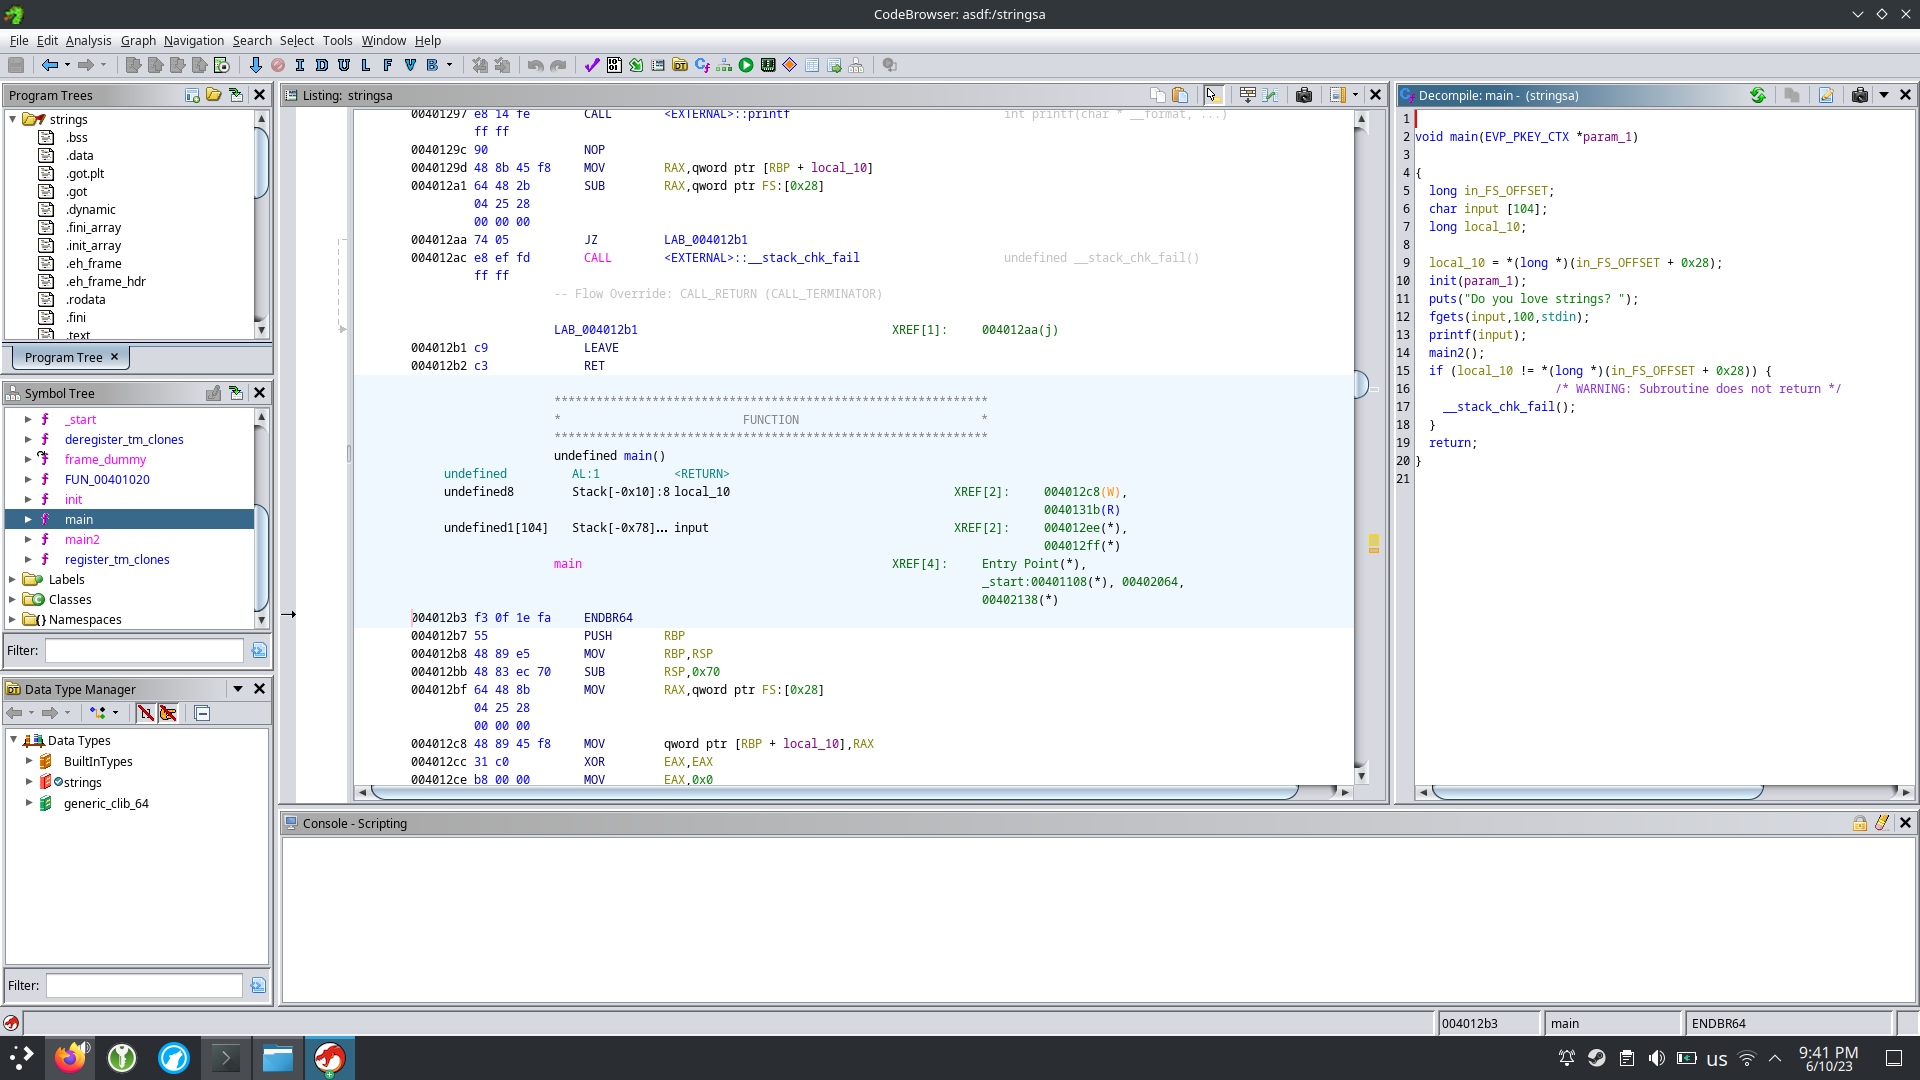 CodeBrowser: asdf:/stringsa
File Edit Analysis Graph Navigation Search Select Tools Window Help
I D U L F V B
Program Trees
strings
.bss
.data
.got.plt
.got
.dynamic
.fini_array
.init_array
.eh_frame
.eh_frame_hdr
.rodata
.fini
.text
Program Tree
Symbol Tree
_start
deregister_tm_clones
frame_dummy
FUN_00401020
init
main
main2
register_tm_clones
Labels
Classes
Namespaces
Filter:
Data Type Manager
Data Types
BuiltInTypes
strings
generic_clib_64
Filter:
Listing: stringsa
00401297 e8 14 fe CALL <EXTERNAL>::printf int printf(char * __format, ...)
ff ff
0040129c 90 NOP
0040129d 48 8b 45 f8 MOV RAX,qword ptr [RBP + local_10]
004012a1 64 48 2b SUB RAX,qword ptr FS:[0x28]
04 25 28
00 00 00
004012aa 74 05 JZ LAB_004012b1
004012ac e8 ef fd CALL <EXTERNAL>::__stack_chk_fail undefined __stack_chk_fail()
ff ff
-- Flow Override: CALL_RETURN (CALL_TERMINATOR)
LAB_004012b1 XREF[1]: 004012aa(j)
004012b1 c9 LEAVE
004012b2 c3 RET
**************************************************************
* FUNCTION *
**************************************************************
undefined main()
undefined AL:1 <RETURN>
undefined8 Stack[-0x10]:8 local_10 XREF[2]: 004012c8(W),
0040131b(R)
undefined1[104] Stack[-0x78]... input XREF[2]: 004012ee(*),
004012ff(*)
main XREF[4]: Entry Point(*),
_start:00401108(*), 00402064,
00402138(*)
004012b3 f3 0f 1e fa ENDBR64
004012b7 55 PUSH RBP
004012b8 48 89 e5 MOV RBP,RSP
004012bb 48 83 ec 70 SUB RSP,0x70
004012bf 64 48 8b MOV RAX,qword ptr FS:[0x28]
04 25 28
00 00 00
004012c8 48 89 45 f8 MOV qword ptr [RBP + local_10],RAX
004012cc 31 c0 XOR EAX,EAX
004012ce b8 00 00 MOV EAX,0x0
Decompile: main - (stringsa)
1
2 void main(EVP_PKEY_CTX *param_1)
3
4 {
5 long in_FS_OFFSET;
6 char input [104];
7 long local_10;
8
9 local_10 = *(long *)(in_FS_OFFSET + 0x28);
10 init(param_1);
11 puts("Do you love strings? ");
12 fgets(input,100,stdin);
13 printf(input);
14 main2();
15 if (local_10 != *(long *)(in_FS_OFFSET + 0x28)) {
16 /* WARNING: Subroutine does not return */
17 __stack_chk_fail();
18 }
19 return;
20 }
21
Console - Scripting
004012b3 main ENDBR64
us
9:41 PM
6/10/23